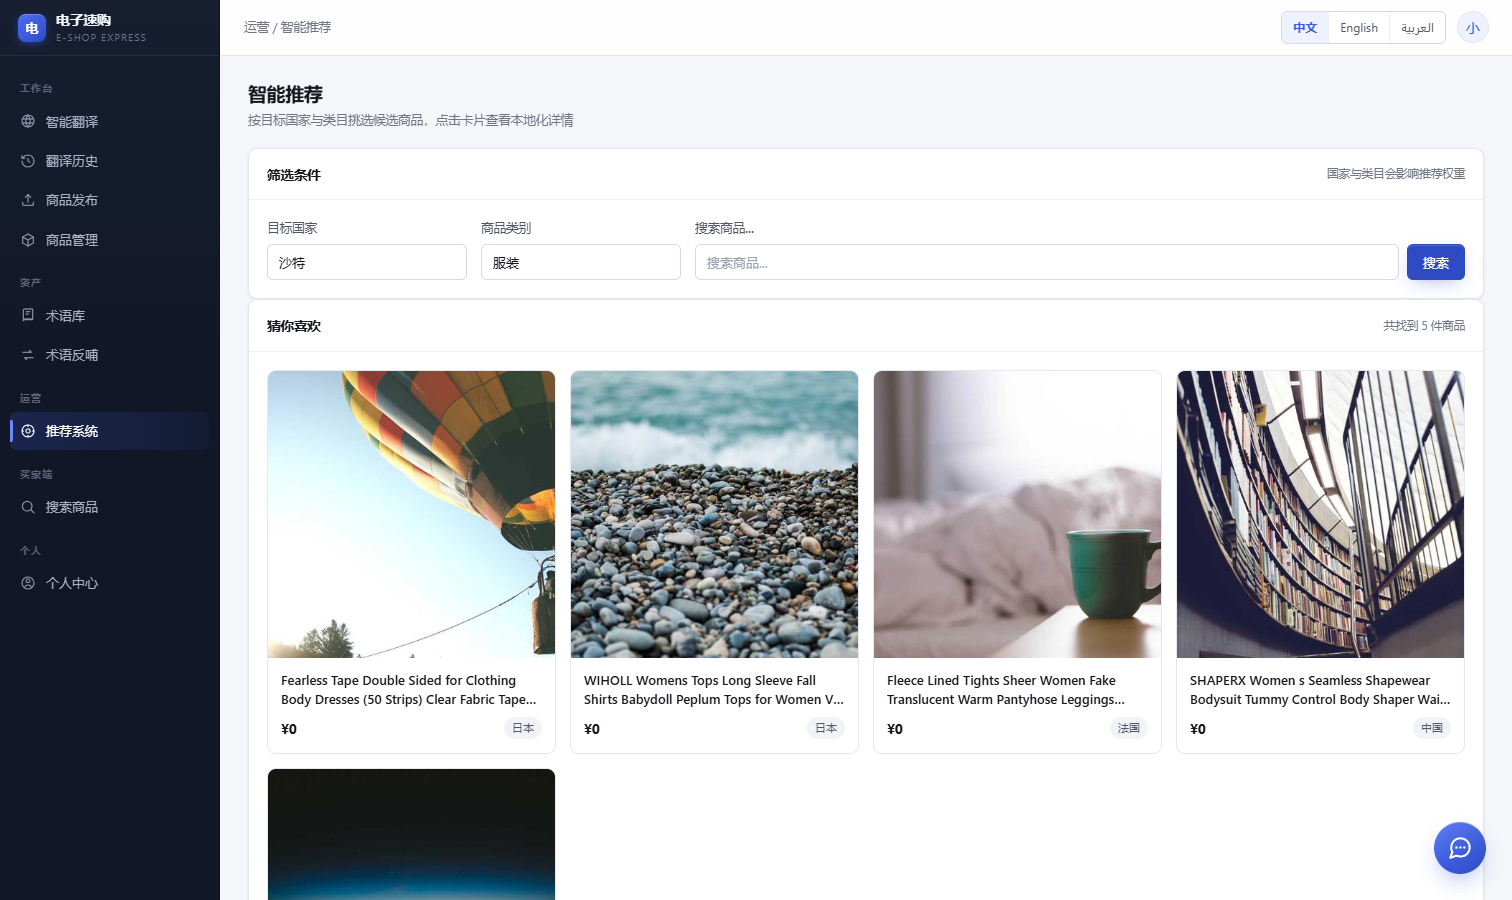 电
电子速购
E-SHOP EXPRESS
工作台
智能翻译
翻译历史
商品发布
商品管理
资产
术语库
术语反哺
运营
推荐系统
买家端
搜索商品
个人
个人中心
运营 / 智能推荐
中文
English
العربية
小
智能推荐
按目标国家与类目挑选候选商品，点击卡片查看本地化详情
筛选条件
国家与类目会影响推荐权重
目标国家
商品类别
搜索商品...
沙特
服装
搜索商品...
搜索
猜你喜欢
共找到 5 件商品
Fearless Tape Double Sided for Clothing
Body Dresses (50 Strips) Clear Fabric Tape...
¥0
日本
WIHOLL Womens Tops Long Sleeve Fall
Shirts Babydoll Peplum Tops for Women V...
¥0
日本
Fleece Lined Tights Sheer Women Fake
Translucent Warm Pantyhose Leggings...
¥0
法国
SHAPERX Women s Seamless Shapewear
Bodysuit Tummy Control Body Shaper Wai...
¥0
中国